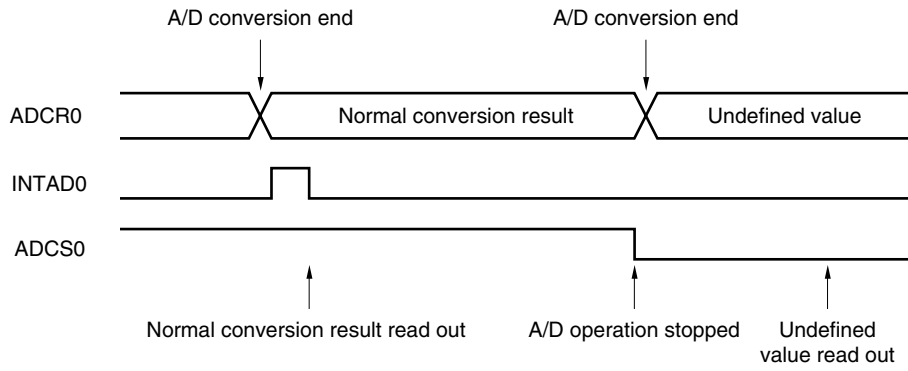 A/D conversion end
A/D conversion end
ADCR0
Normal conversion result
Undefined value
INTAD0
ADCS0
Normal conversion result read out
A/D operation stopped
Undefined
value read out